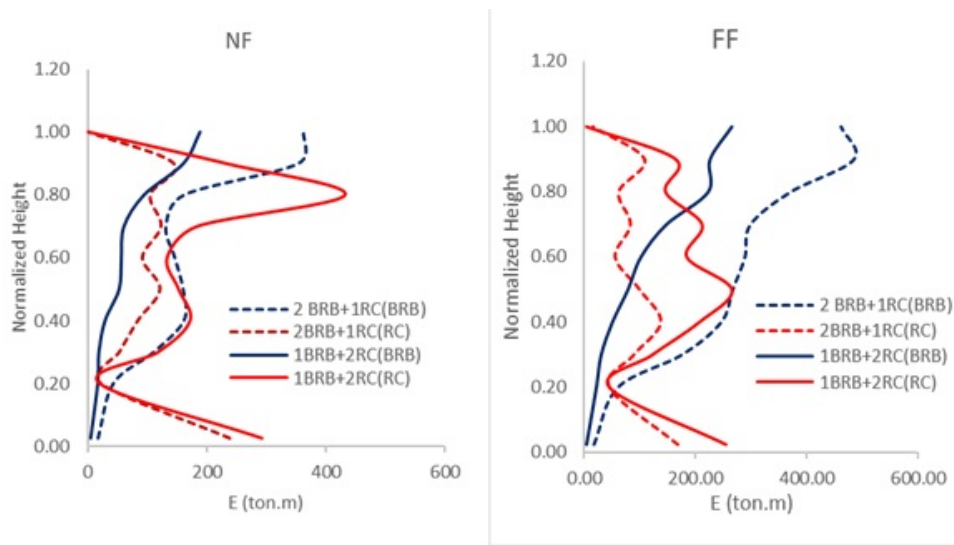 NF
1.20
1.00
0.80
0.60
0.40
0.20
0.00
Normalized Height
2 BRB+1RC(BRB)
2BRB+1RC(RC)
1BRB+2RC(BRB)
1BRB+2RC(RC)
0
200
400
600
E (ton.m)
FF
1.20
1.00
0.80
0.60
0.40
0.20
0.00
Normalized Height
2 BRB+1RC(BRB)
2BRB+1RC(RC)
1BRB+2RC(BRB)
1BRB+2RC(RC)
0.00
200.00
400.00
600.00
E (ton.m)